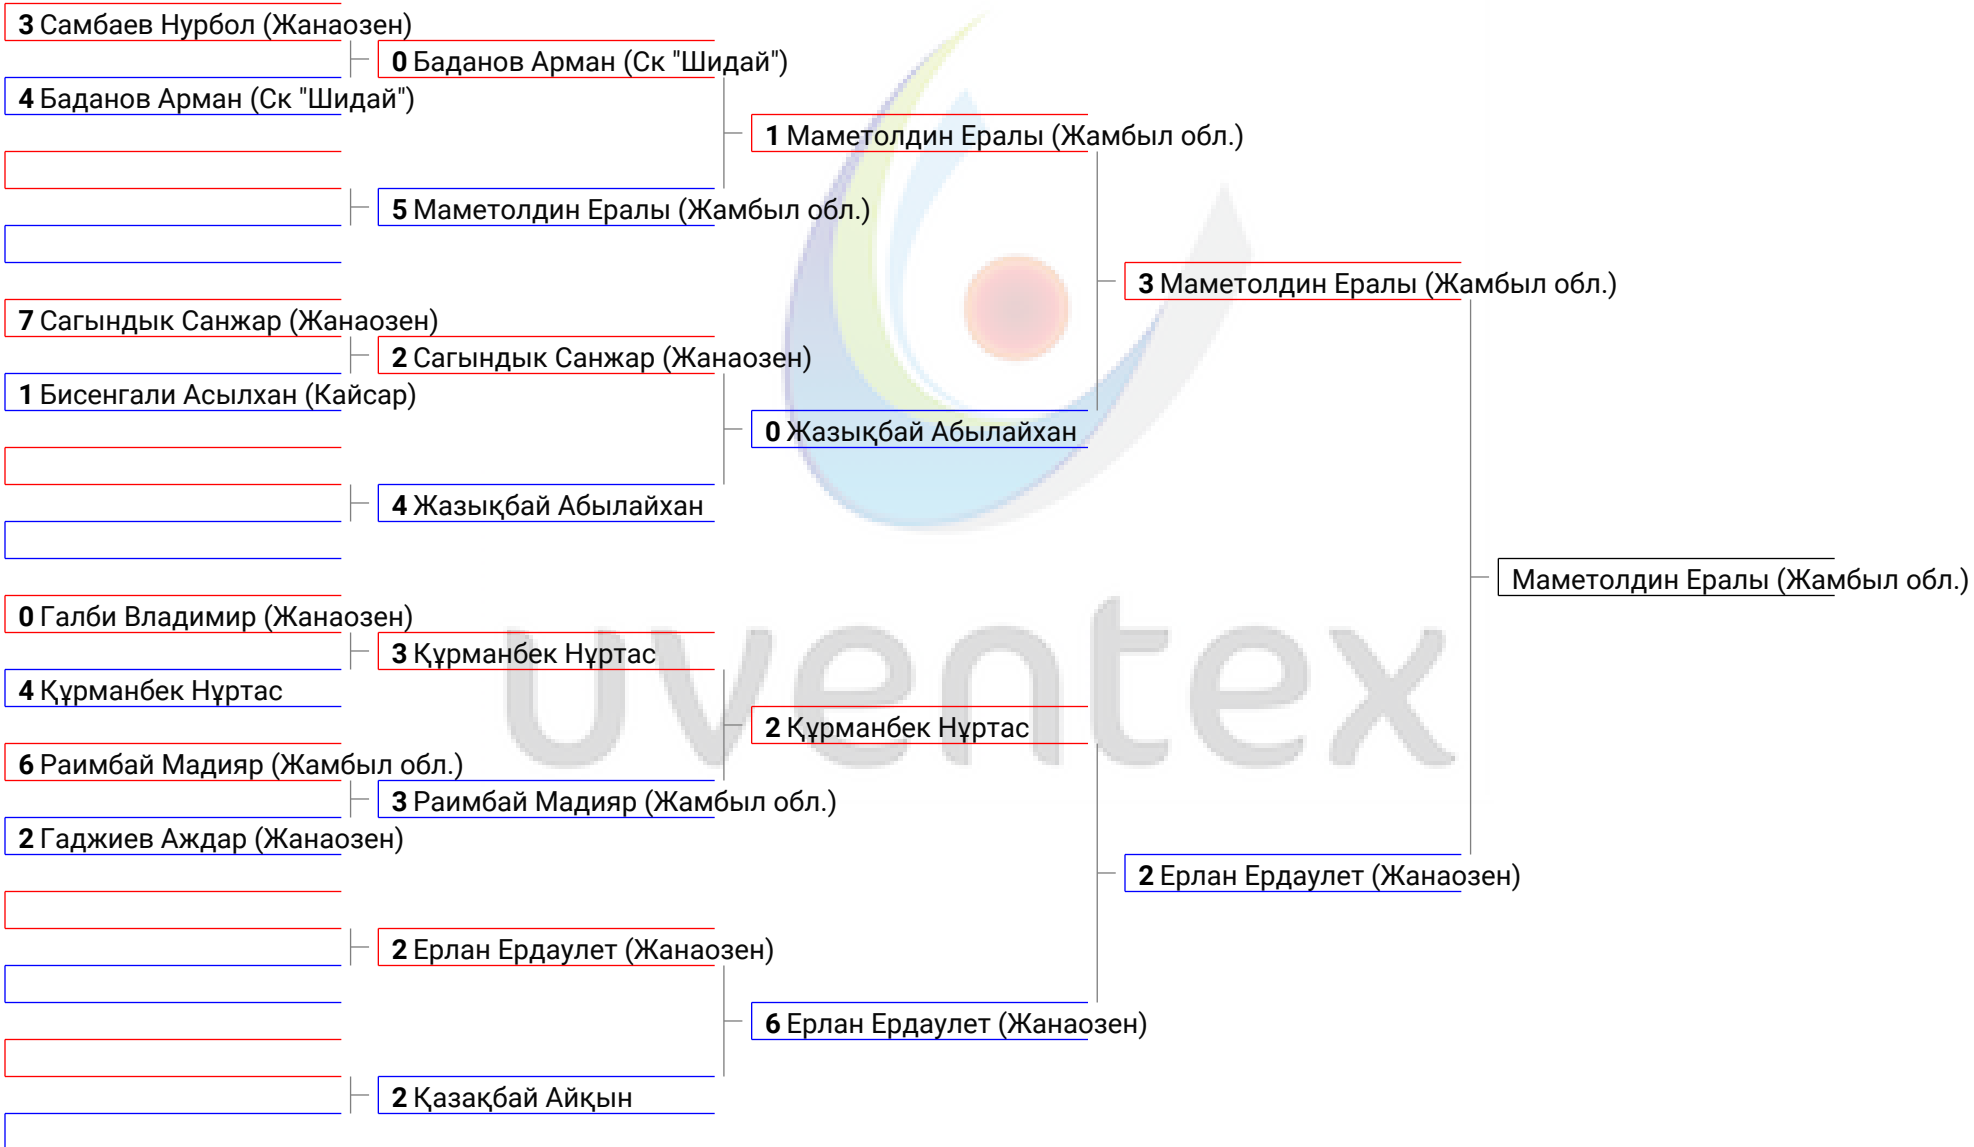 3 Самбаев Нурбол (Жанаозен)
0 Баданов Арман (Ск "Шидай")
4 Баданов Арман (Ск "Шидай")
1 Маметолдин Ералы (Жамбыл обл.)
5 Маметолдин Ералы (Жамбыл обл.)
3 Маметолдин Ералы (Жамбыл обл.)
7 Сагындык Санжар (Жанаозен)
2 Сагындык Санжар (Жанаозен)
1 Бисенгали Асылхан (Кайсар)
0 Жазықбай Абылайхан
4 Жазықбай Абылайхан
Маметолдин Ералы (Жамбыл обл.)
0 Галби Владимир (Жанаозен)
3 Құрманбек Нұртас
4 Құрманбек Нұртас
uventex
2 Құрманбек Нұртас
6 Раимбай Мадияр (Жамбыл обл.)
3 Раимбай Мадияр (Жамбыл обл.)
2 Гаджиев Аждар (Жанаозен)
2 Ерлан Ердаулет (Жанаозен)
2 Ерлан Ердаулет (Жанаозен)
6 Ерлан Ердаулет (Жанаозен)
2 Қазақбай Айқын